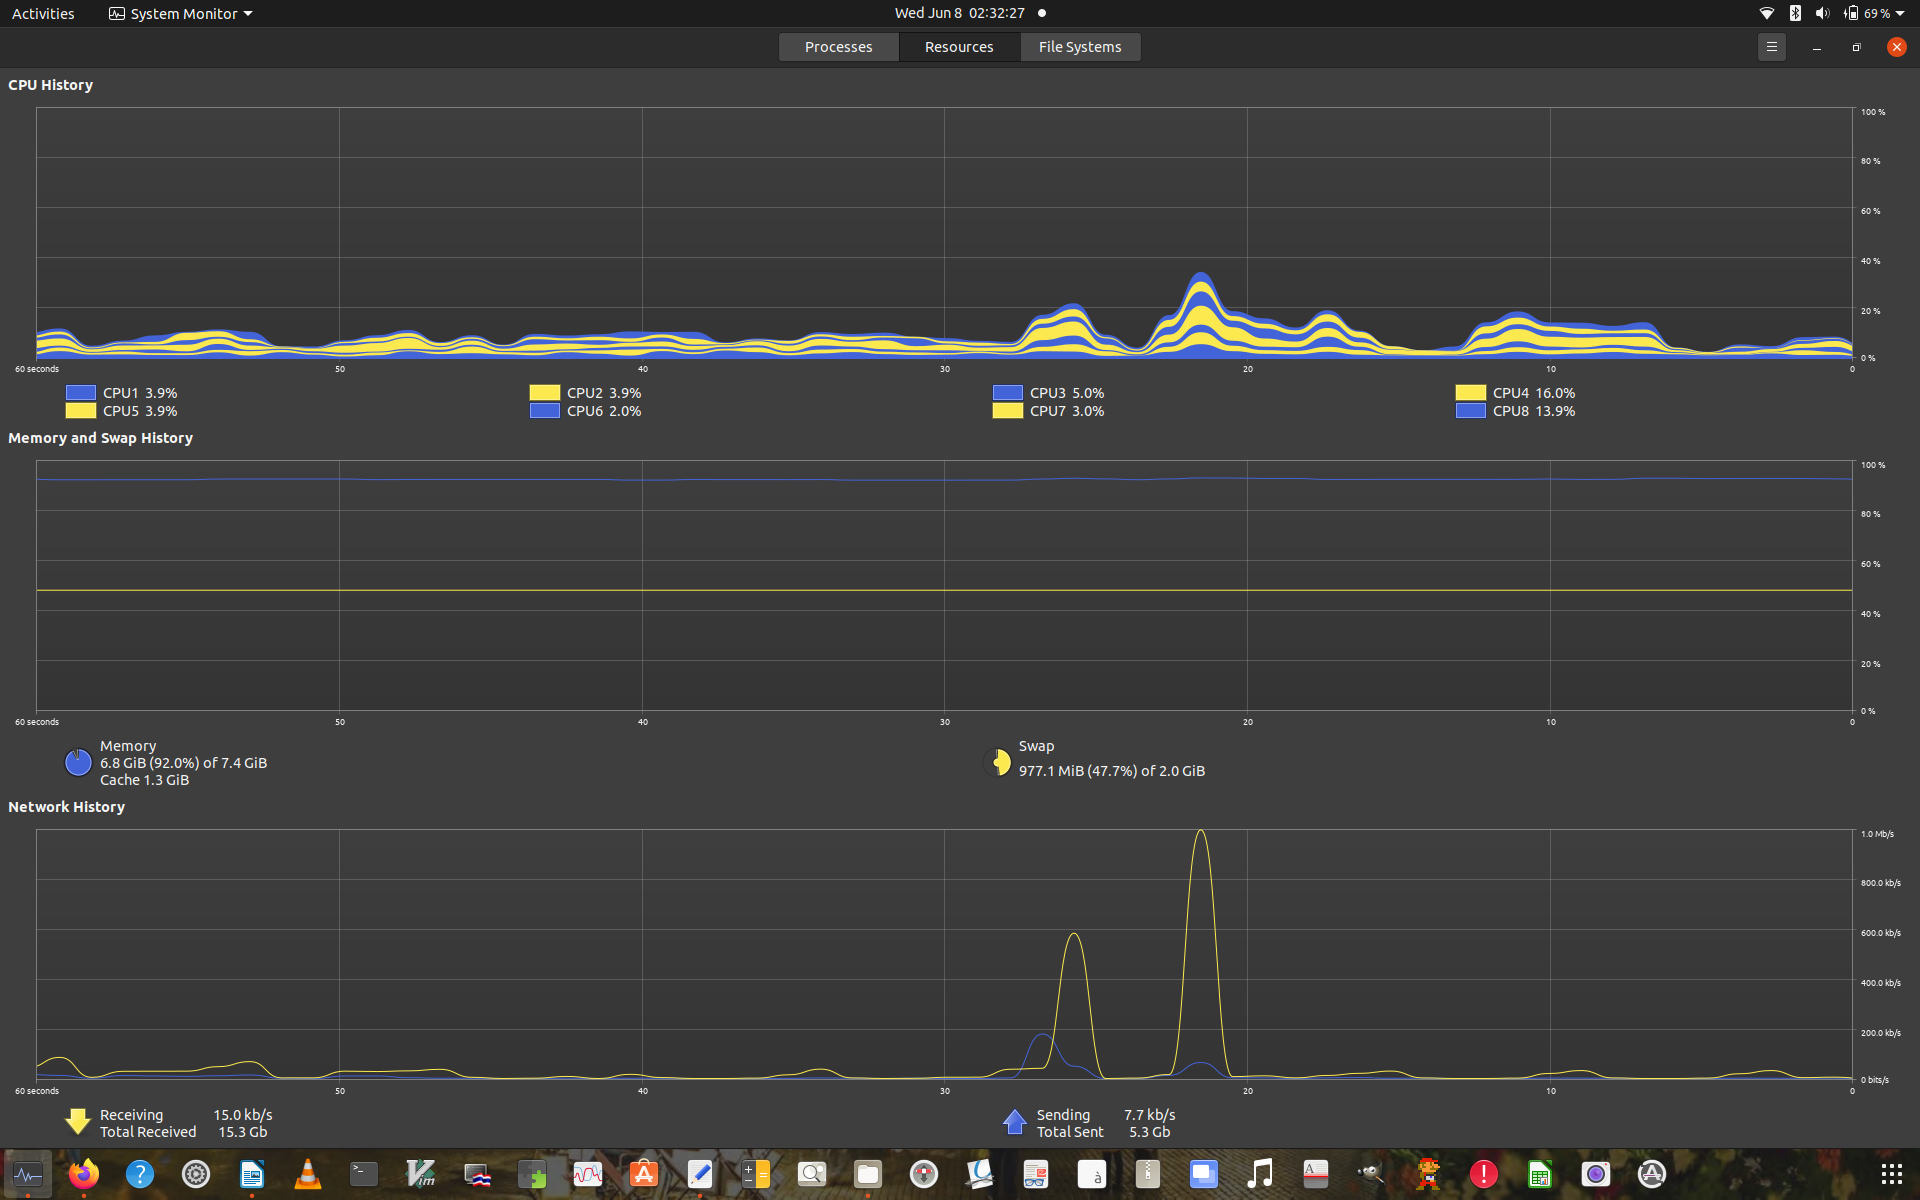 Activities System Monitor Wed Jun 8 02:32:27 69 %
Processes Resources File Systems
CPU History
100 %
80 %
60 %
40 %
20 %
0 %
60 seconds 50 40 30 20 10 0
CPU1 3.9% CPU2 3.9% CPU3 5.0% CPU4 16.0%
CPU5 3.9% CPU6 2.0% CPU7 3.0% CPU8 13.9%
Memory and Swap History
100 %
80 %
60 %
40 %
20 %
0 %
60 seconds 50 40 30 20 10 0
Memory
6.8 GiB (92.0%) of 7.4 GiB
Cache 1.3 GiB
Swap
977.1 MiB (47.7%) of 2.0 GiB
Network History
1.0 Mb/s
800.0 kb/s
600.0 kb/s
400.0 kb/s
200.0 kb/s
0 bits/s
60 seconds 50 40 30 20 10 0
Receiving 15.0 kb/s
Total Received 15.3 Gb
Sending 7.7 kb/s
Total Sent 5.3 Gb